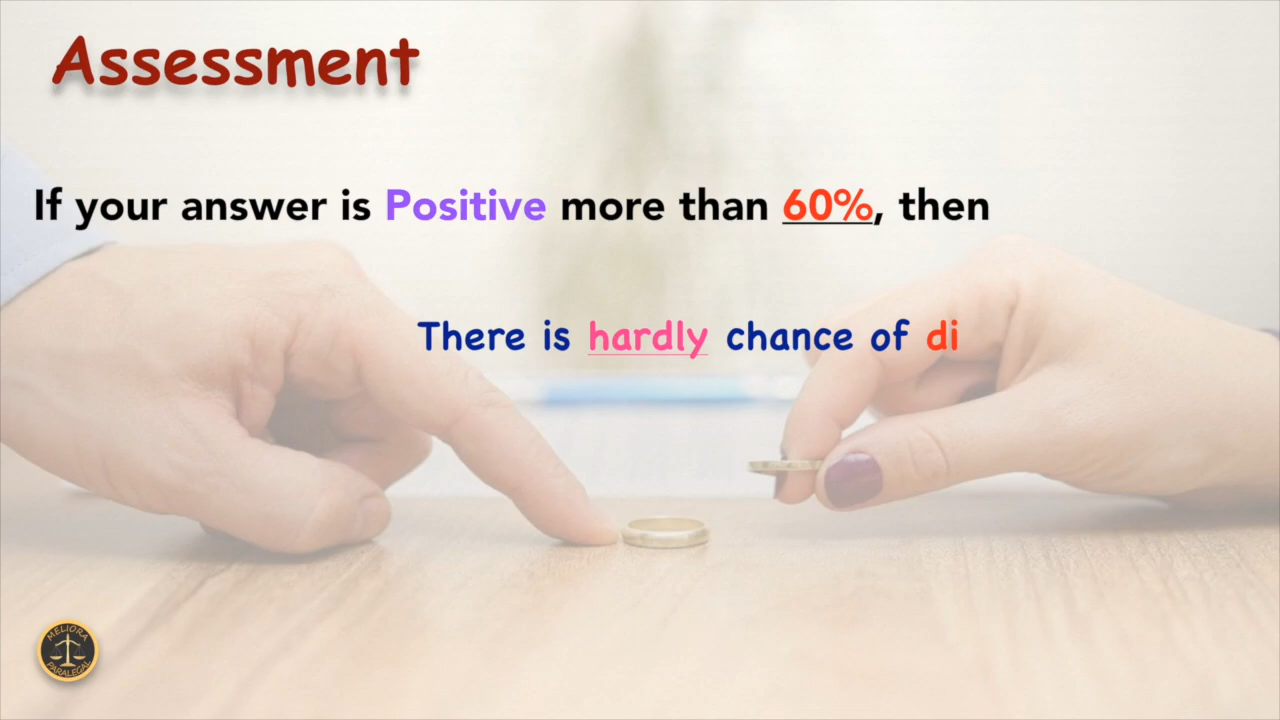 Assessment
If your answer is Positive more than 60%, then
There is hardly chance of di
MELIORA
PARALEGAL